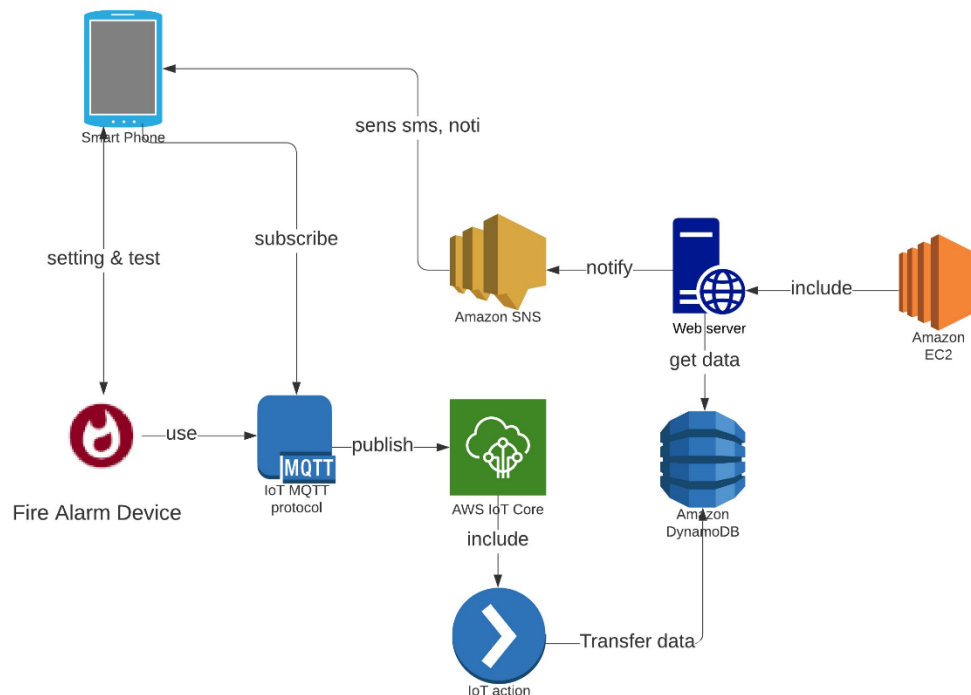 Smart Phone
sens sms, noti
setting & test
subscribe
Amazon SNS
notify
Web server
include
Amazon
EC2
get data
Fire Alarm Device
use
MQTT
IoT MQTT
protocol
publish
AWS IoT Core
Amazon
DynamoDB
include
IoT action
Transfer data